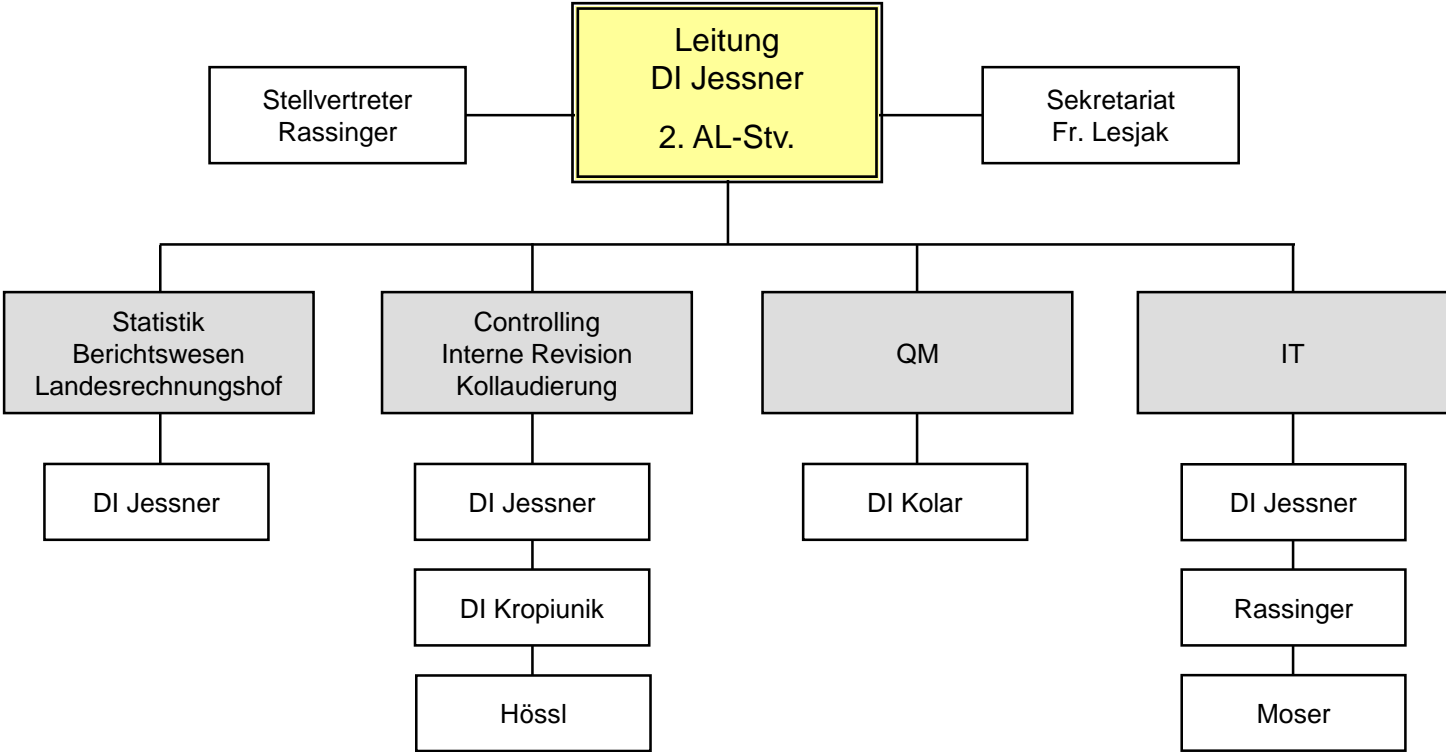 Leitung
DI Jessner
2. AL-Stv.
Stellvertreter
Rassinger
Sekretariat
Fr. Lesjak
Statistik
Berichtswesen
Landesrechnungshof
Controlling
Interne Revision
Kollaudierung
QM
IT
DI Jessner
DI Jessner
DI Kolar
DI Jessner
DI Kropiunik
Rassinger
Hössl
Moser